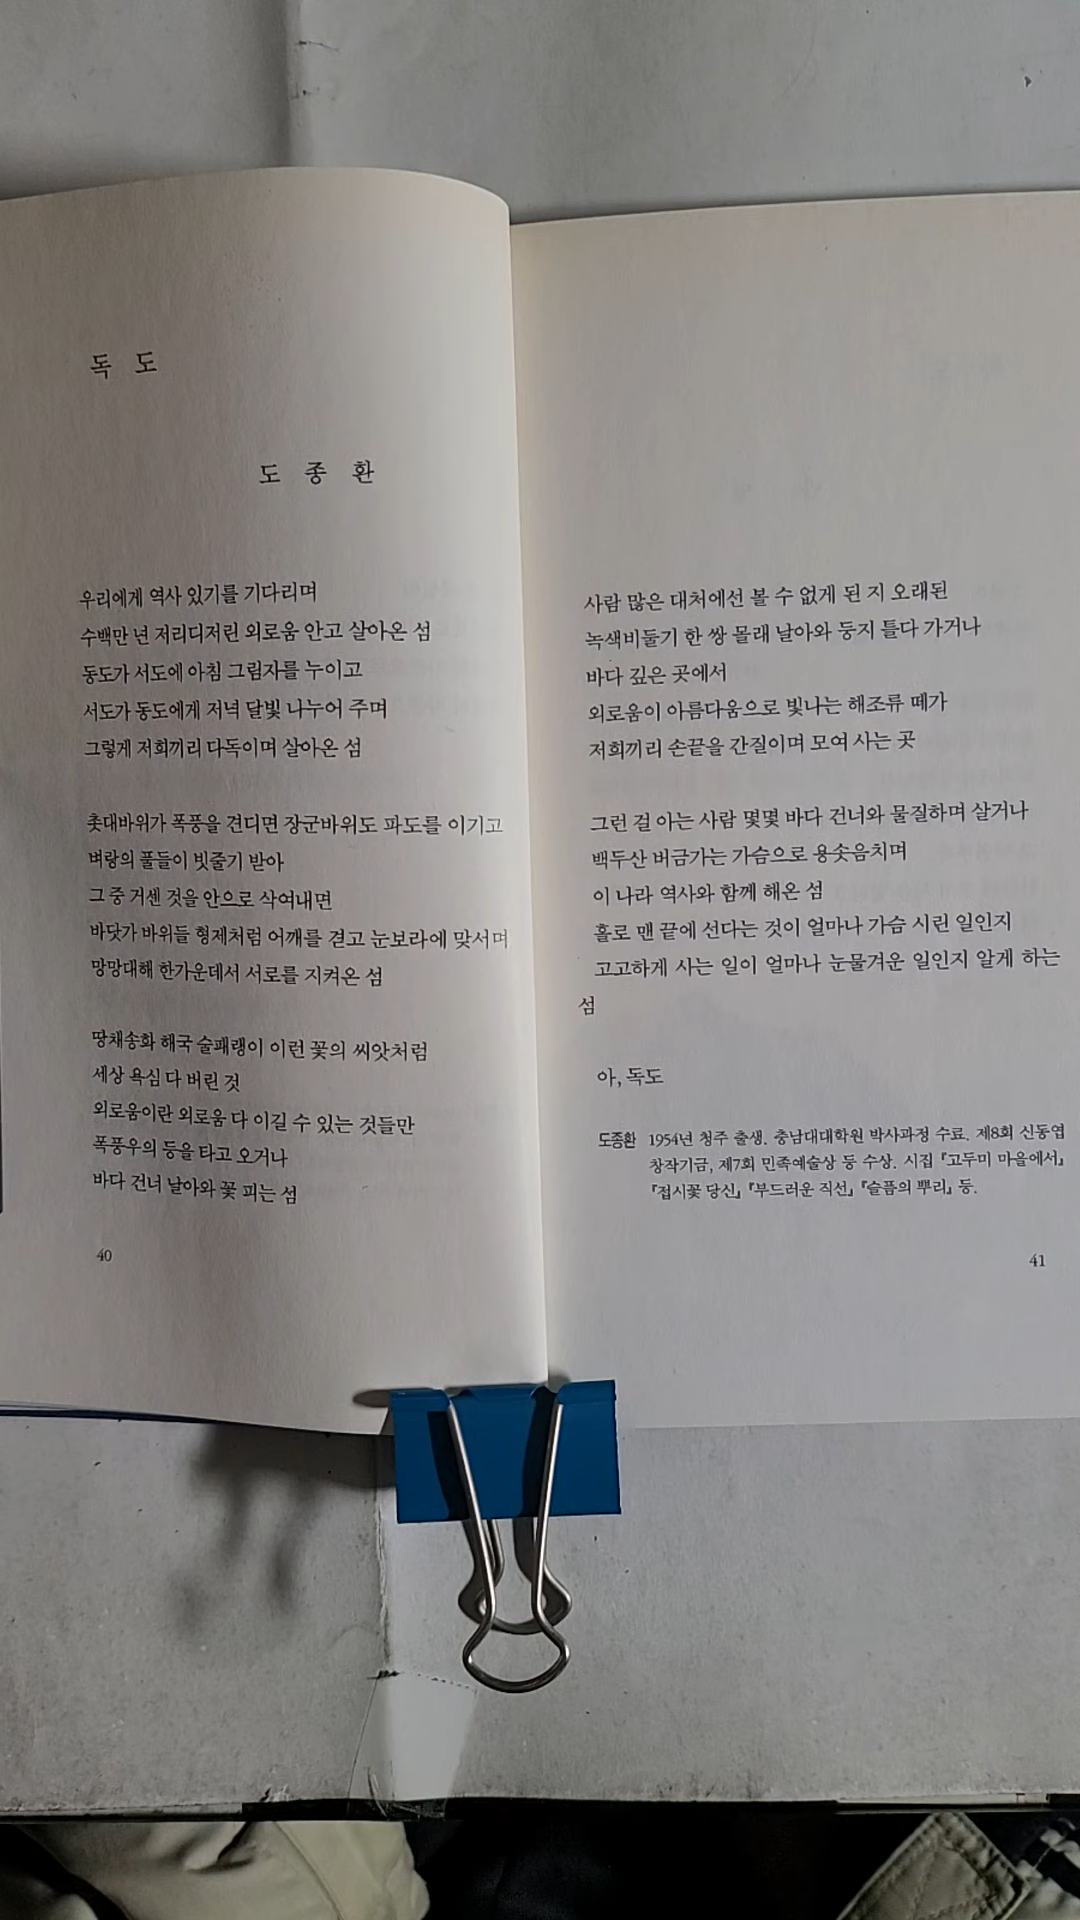 독 도
도 종 환
우리에게 역사 있기를 기다리며
수백만 년 저리디저린 외로움 안고 살아온 섬
동도가 서도에 아침 그림자를 누이고
서도가 동도에게 저녁 달빛 나누어 주며
그렇게 저희끼리 다독이며 살아온 섬
촛대바위가 폭풍을 견디면 장군바위도 파도를 이기고
벼랑의 풀들이 빗줄기 받아
그 중 거센 것을 안으로 삭여내면
바닷가 바위들 형제처럼 어깨를 겯고 눈보라에 맞서며
망망대해 한가운데서 서로를 지켜온 섬
땅채송화 해국 술패랭이 이런 꽃의 씨앗처럼
세상 욕심 다 버린 것
외로움이란 외로움 다 이길 수 있는 것들만
폭풍우의 등을 타고 오거나
바다 건너 날아와 꽃 피는 섬
40
사람 많은 대처에선 볼 수 없게 된 지 오래된
녹색비둘기 한 쌍 몰래 날아와 둥지 틀다 가거나
바다 깊은 곳에서
외로움이 아름다움으로 빛나는 해조류 떼가
저희끼리 손끝을 간질이며 모여 사는 곳
그런 걸 아는 사람 몇몇 바다 건너와 물질하며 살거나
백두산 버금가는 가슴으로 용솟음치며
이 나라 역사와 함께 해온 섬
홀로 맨 끝에 선다는 것이 얼마나 가슴 시린 일인지
고고하게 사는 일이 얼마나 눈물겨운 일인지 알게 하는
섬
아, 독도
도종환 1954년 청주 출생. 충남대대학원 박사과정 수료. 제8회 신동엽
창작기금, 제7회 민족예술상 등 수상. 시집 『고두미 마을에서』
『접시꽃 당신』 『부드러운 직선』 『슬픔의 뿌리』 등.
41